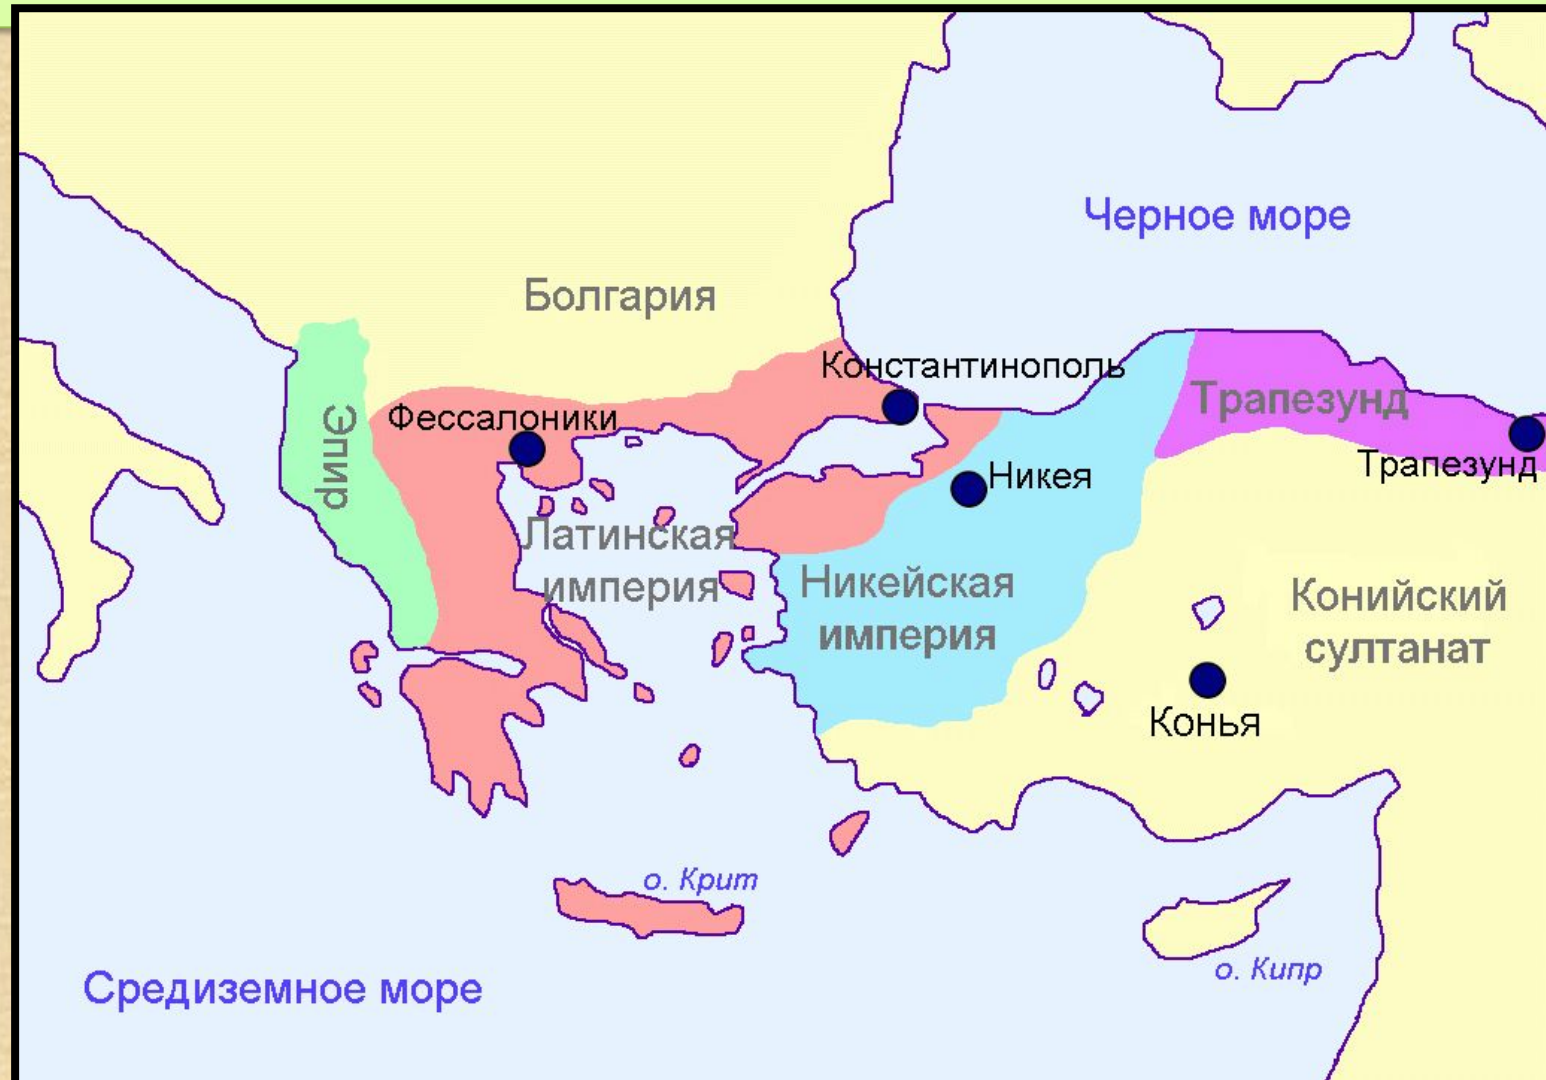 Черное море
Болгария
Константинополь
Трапезунд
Фессалоники
Эпир
Трапезунд
Никея
Латинская
империя
Никейская
империя
Конийский
султанат
Конья
о. Крит
о. Кипр
Средиземное море